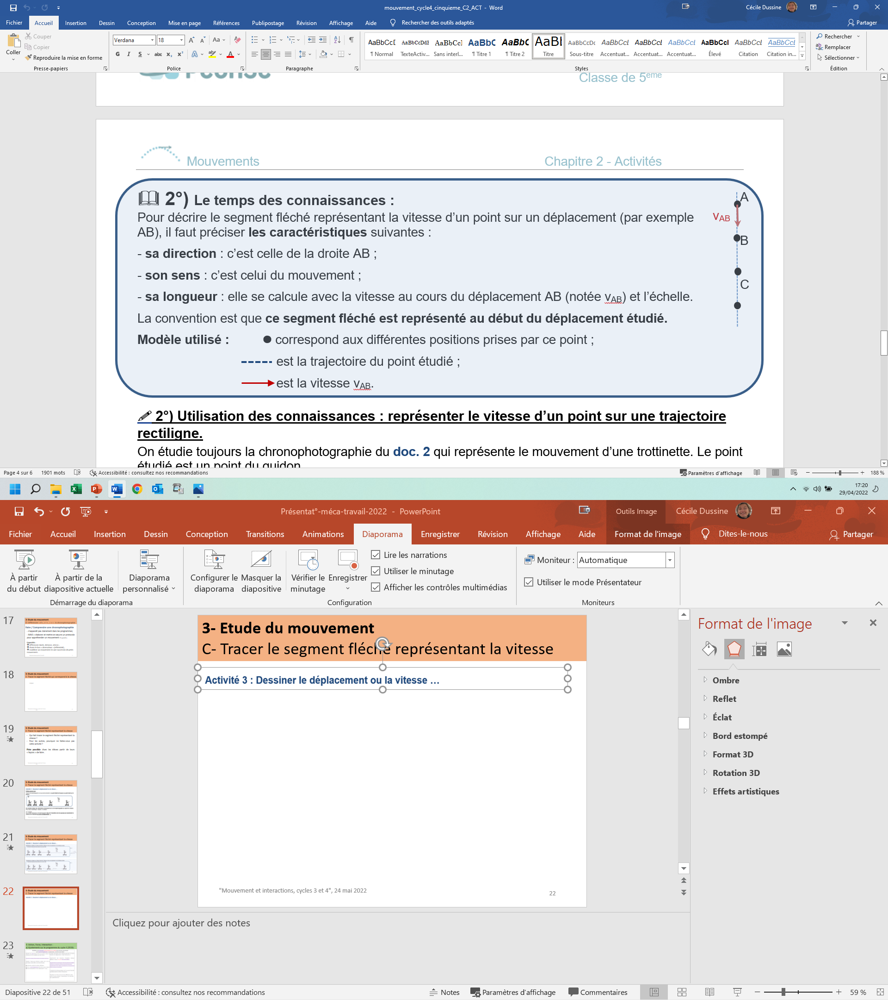 mouvement_cycle4_cinquieme_C2_ACT - Word
Cécile Dussine
Fichier Accueil Insertion Dessin Conception Mise en page Références Publipostage Révision Affichage Aide Rechercher des outils adaptés Partager
Coller
Couper
Copier
Reproduire la mise en forme
Presse-papiers
Verdana 18
G I S abc x₂ x²
Police
Paragraphe
AaBbCcDc AaBbCcDdE AaBbCcI AaBbC AaBbC AaBb AaBbCcDc AaBbCcL AaBbCcL AaBbCcL AaBbCcI AaBbCcL AaBbCcL
¶ Normal TexteActiv... Sans interl... ¶ Titre 1 ¶ Titre 2 Titre Sous-titre Accentuat... Accentuat... Accentuat... Élevé Citation Citation in...
Styles
Rechercher
Remplacer
Sélectionner
Édition
Classe de 5ème
Mouvements Chapitre 2 - Activités
2°) Le temps des connaissances :
Pour décrire le segment fléché représentant la vitesse d’un point sur un déplacement (par exemple
AB), il faut préciser les caractéristiques suivantes :
- sa direction : c’est celle de la droite AB ;
- son sens : c’est celui du mouvement ;
- sa longueur : elle se calcule avec la vitesse au cours du déplacement AB (notée vAB) et l’échelle.
La convention est que ce segment fléché est représenté au début du déplacement étudié.
Modèle utilisé : correspond aux différentes positions prises par ce point ;
est la trajectoire du point étudié ;
est la vitesse vAB.
A
vAB
B
C
2°) Utilisation des connaissances : représenter le vitesse d’un point sur une trajectoire
rectiligne.
On étudie toujours la chronophotographie du doc. 2 qui représente le mouvement d’une trottinette. Le point
étudié est un point du guidon.
Page 4 sur 6 1901 mots Accessibilité : consultez nos recommandations Paramètres d'affichage 188 %
17:20
29/04/2022
Présentat°-méca-travail-2022 - PowerPoint
Outils Image
Cécile Dussine
Fichier Accueil Insertion Dessin Conception Transitions Animations Diaporama Enregistrer Révision Affichage Aide Format de l'image Dites-le-nous Partager
À partir du début
À partir de la diapositive actuelle
Diaporama personnalisé
Démarrage du diaporama
Configurer le diaporama
Masquer la diapositive
Vérifier le minutage
Enregistrer
Lire les narrations
Utiliser le minutage
Afficher les contrôles multimédias
Configuration
Moniteur : Automatique
Utiliser le mode Présentateur
Moniteurs
17
18
19
20
21
22
23
3- Etude du mouvement
C- Tracer le segment fléché représentant la vitesse
Activité 3 : Dessiner le déplacement ou la vitesse ...
"Mouvement et interactions, cycles 3 et 4", 24 mai 2022
22
Cliquez pour ajouter des notes
Format de l'image
Ombre
Reflet
Éclat
Bord estompé
Format 3D
Rotation 3D
Effets artistiques
Diapositive 22 de 51 Accessibilité : consultez nos recommandations Notes Paramètres d'affichage Commentaires 59 %